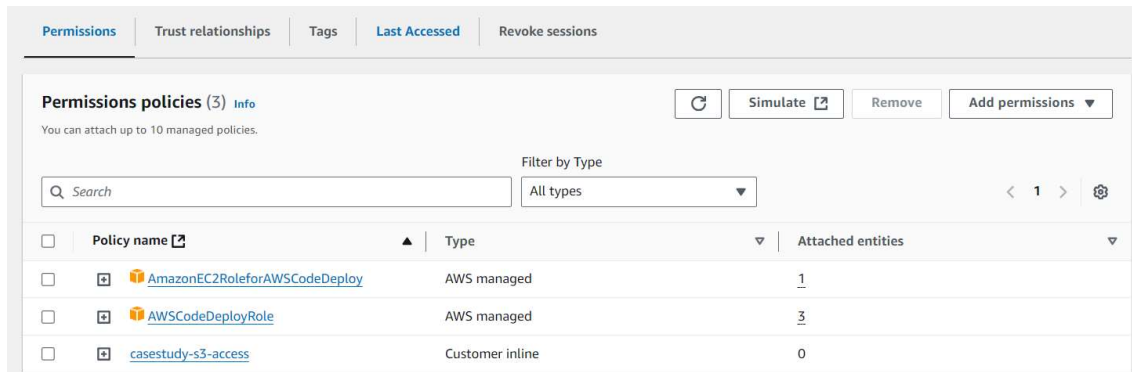 Permissions Trust relationships Tags Last Accessed Revoke sessions
Permissions policies (3) Info
Simulate Remove Add permissions
You can attach up to 10 managed policies.
Filter by Type
Search All types 1
Policy name Type Attached entities
AmazonEC2RoleforAWSCodeDeploy AWS managed 1
AWSCodeDeployRole AWS managed 3
casestudy-s3-access Customer inline 0